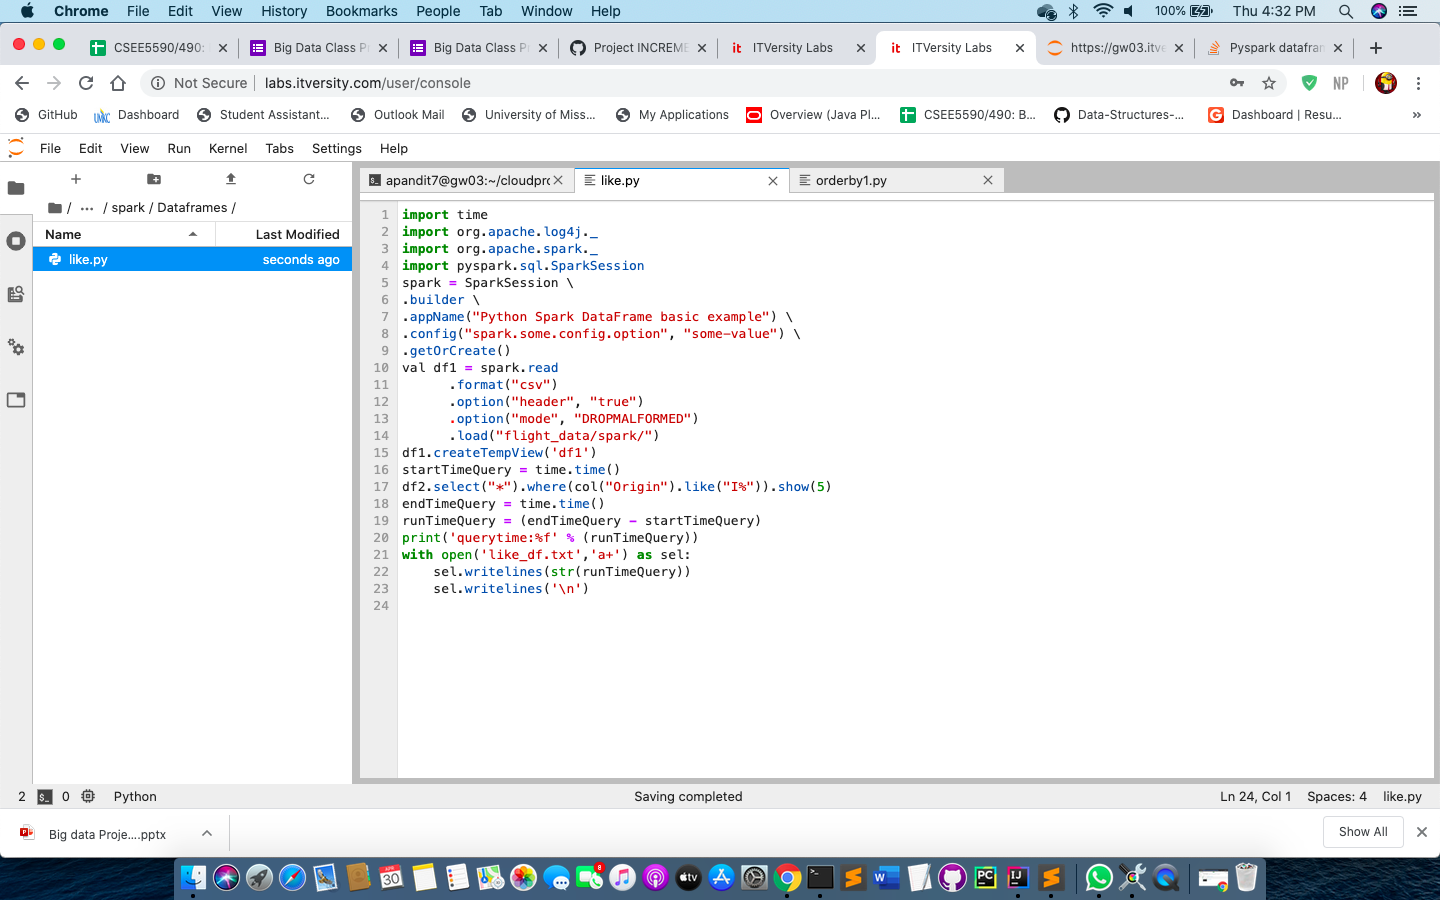 Chrome File Edit View History Bookmarks People Tab Window Help 100% Thu 4:32 PM
CSEE5590/490: Big Data Class Pr Big Data Class Pr Project INCREME ITVersity Labs ITVersity Labs https://gw03.itve Pyspark datafran
Not Secure labs.itversity.com/user/console NP
GitHub Dashboard Student Assistant... Outlook Mail University of Miss... My Applications Overview (Java Pl... CSEE5590/490: B... Data-Structures-... Dashboard | Resu... »
File Edit View Run Kernel Tabs Settings Help
apandit7@gw03:~/cloudpro like.py orderby1.py
/ ... / spark / Dataframes /
Name Last Modified
like.py seconds ago
1 import time
2 import org.apache.log4j._
3 import org.apache.spark._
4 import pyspark.sql.SparkSession
5 spark = SparkSession \
6 .builder \
7 .appName("Python Spark DataFrame basic example") \
8 .config("spark.some.config.option", "some-value") \
9 .getOrCreate()
10 val df1 = spark.read
11 .format("csv")
12 .option("header", "true")
13 .option("mode", "DROPMALFORMED")
14 .load("flight_data/spark/")
15 df1.createTempView('df1')
16 startTimeQuery = time.time()
17 df2.select("*").where(col("Origin").like("I%")).show(5)
18 endTimeQuery = time.time()
19 runTimeQuery = (endTimeQuery - startTimeQuery)
20 print('querytime:%f' % (runTimeQuery))
21 with open('like_df.txt','a+') as sel:
22 sel.writelines(str(runTimeQuery))
23 sel.writelines('\n')
24
2 0 Python Saving completed Ln 24, Col 1 Spaces: 4 like.py
Big data Proje....pptx Show All
APR 30 8 tv W PC IJ